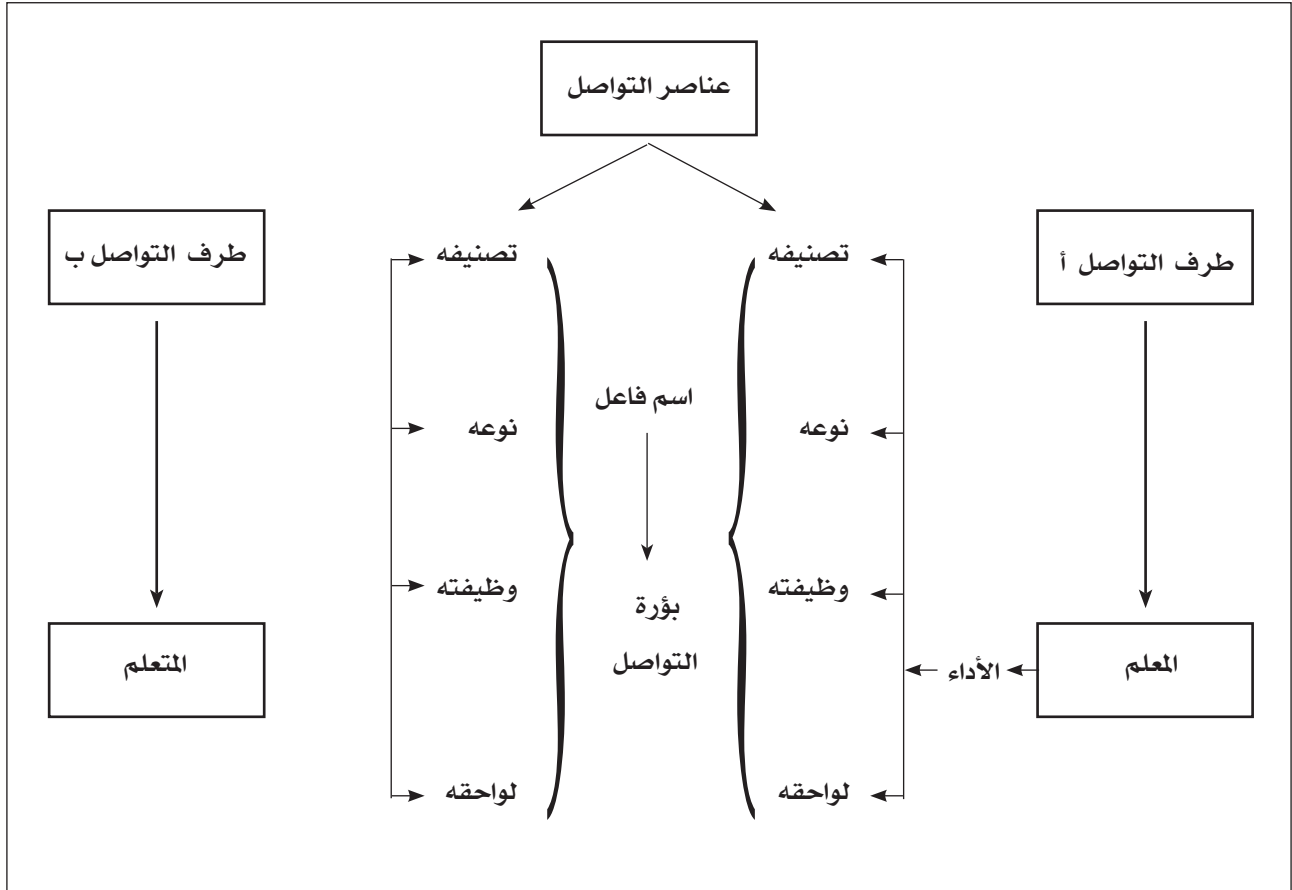 عناصر التواصل
طرف التواصل أ
تصنيفه
تصنيفه
طرف التواصل ب
اسم فاعل
نوعه
نوعه
وظيفته
بؤرة
التواصل
وظيفته
المعلم
الأداء
المتعلم
لواحقه
لواحقه